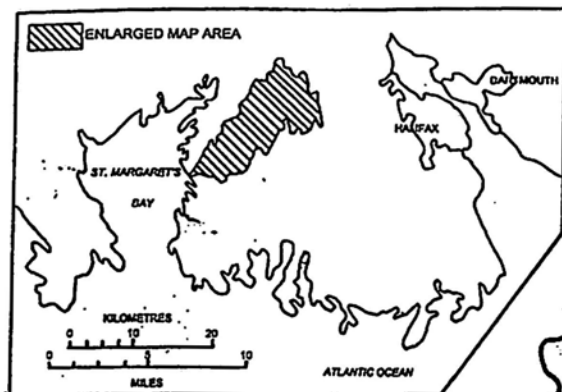 ENLARGED MAP AREA
DARTMOUTH
HALIFAX
ST. MARGARET'S
BAY
KILOMETRES
0 10 20
0 5 10
MILES
ATLANTIC OCEAN